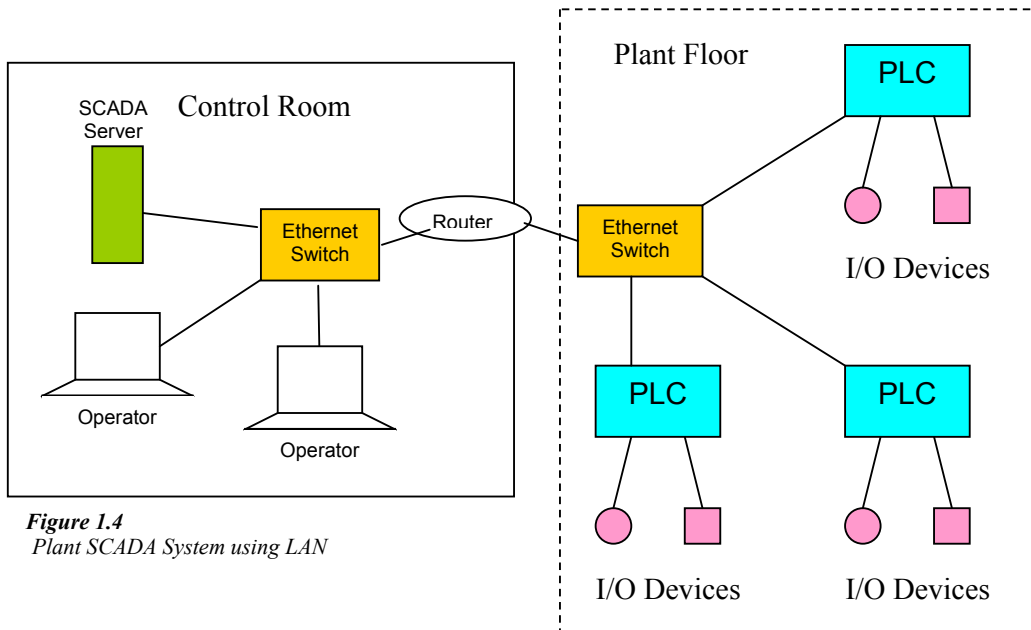 Control Room
SCADA
Server
Ethernet
Switch
Router
Operator
Operator
Plant Floor
PLC
I/O Devices
Ethernet
Switch
PLC
I/O Devices
PLC
I/O Devices
Figure 1.4
Plant SCADA System using LAN